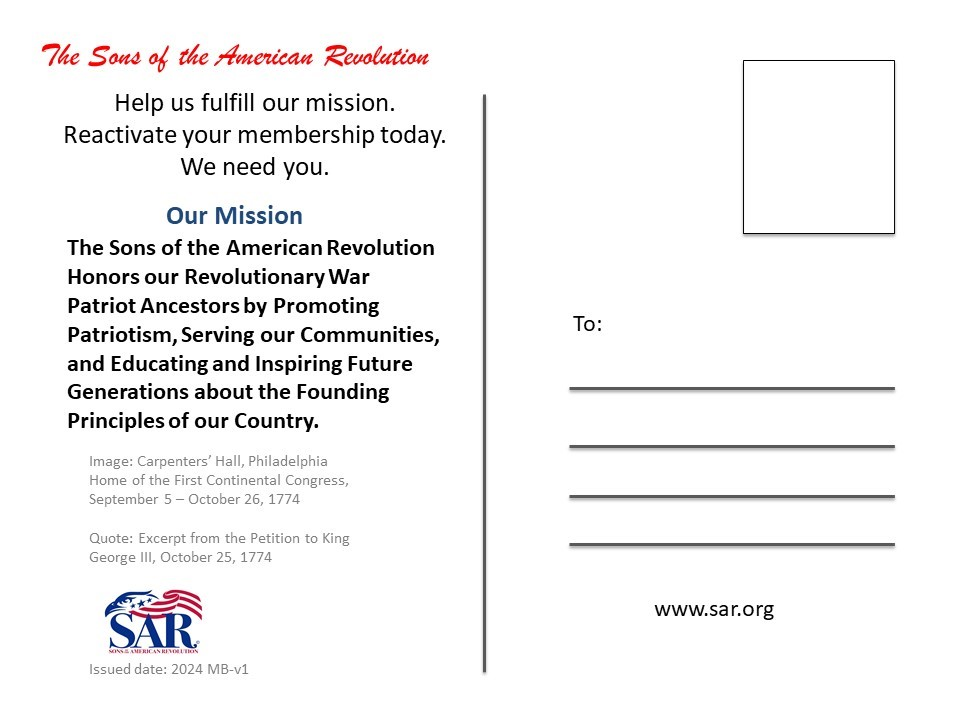 The Sons of the American Revolution
Help us fulfill our mission.
Reactivate your membership today.
We need you.
Our Mission
The Sons of the American Revolution
Honors our Revolutionary War
Patriot Ancestors by Promoting
Patriotism, Serving our Communities,
and Educating and Inspiring Future
Generations about the Founding
Principles of our Country.
Image: Carpenters’ Hall, Philadelphia
Home of the First Continental Congress,
September 5 – October 26, 1774
Quote: Excerpt from the Petition to King
George III, October 25, 1774
SAR®
SONS OF THE AMERICAN REVOLUTION
Issued date: 2024 MB-v1
To:
www.sar.org